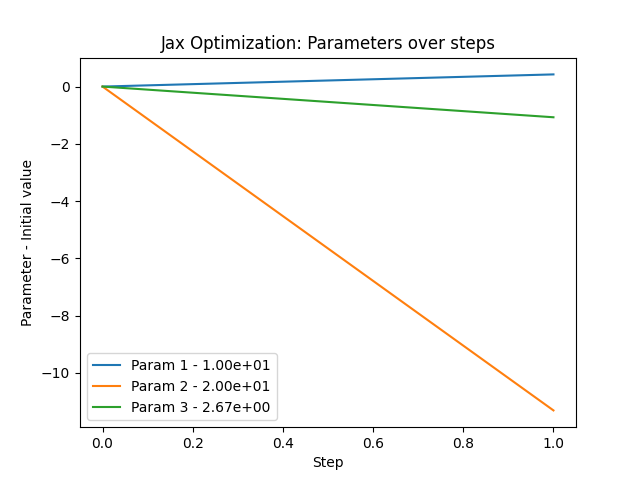 Jax Optimization: Parameters over steps
Parameter - Initial value
0
−2
−4
−6
−8
−10
Param 1 - 1.00e+01
Param 2 - 2.00e+01
Param 3 - 2.67e+00
0.0 0.2 0.4 0.6 0.8 1.0
Step